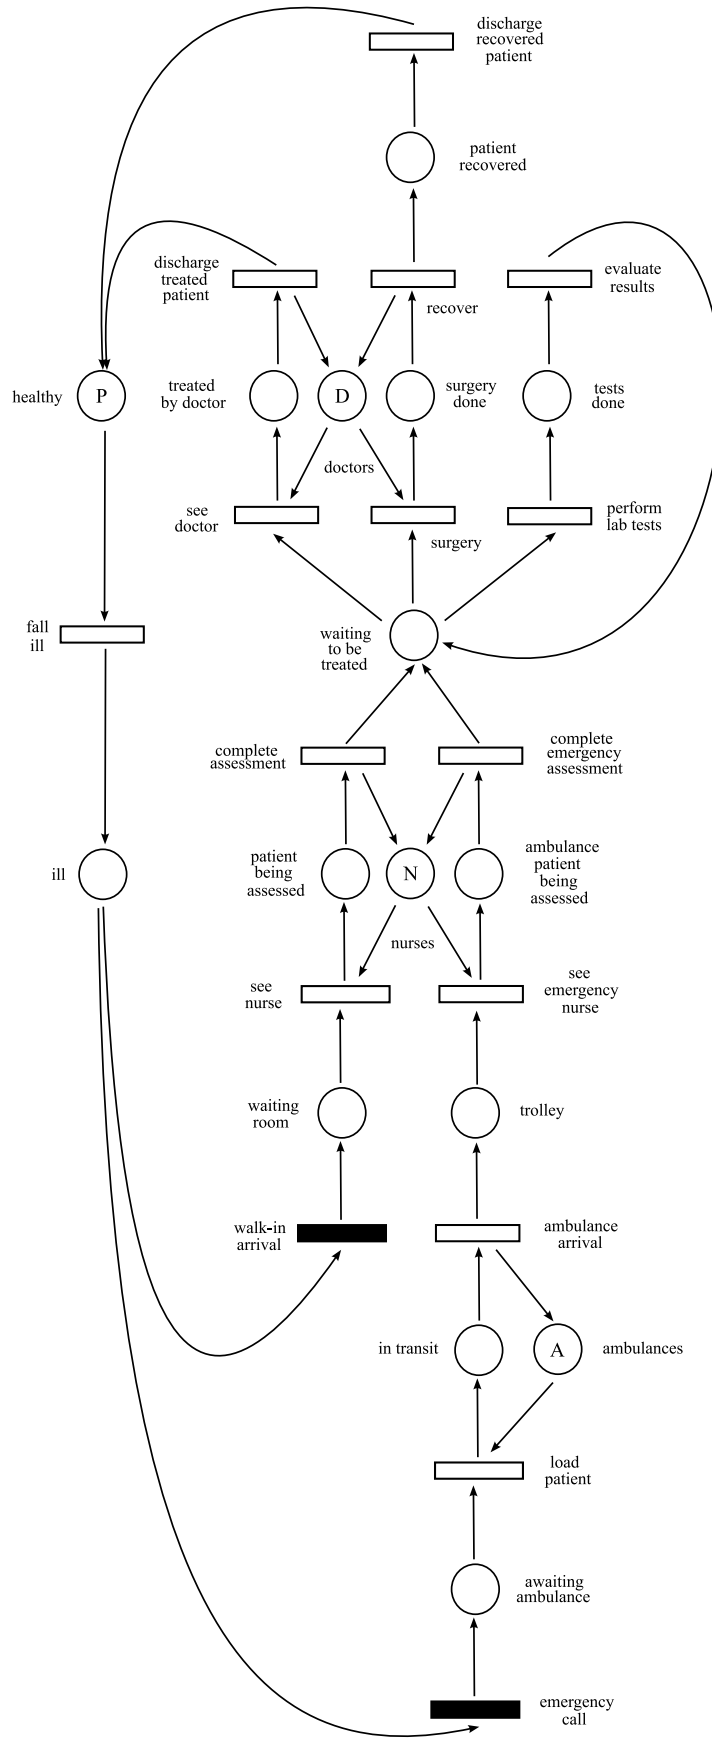 discharge
recovered
patient
patient
recovered
discharge
treated
patient
recover
evaluate
results
healthy
P
treated
by doctor
D
surgery
done
tests
done
doctors
see
doctor
surgery
perform
lab tests
fall
ill
waiting
to be
treated
complete
assessment
complete
emergency
assessment
ill
patient
being
assessed
N
ambulance
patient
being
assessed
nurses
see
nurse
see
emergency
nurse
waiting
room
trolley
walk-in
arrival
ambulance
arrival
in transit
A
ambulances
load
patient
awaiting
ambulance
emergency
call